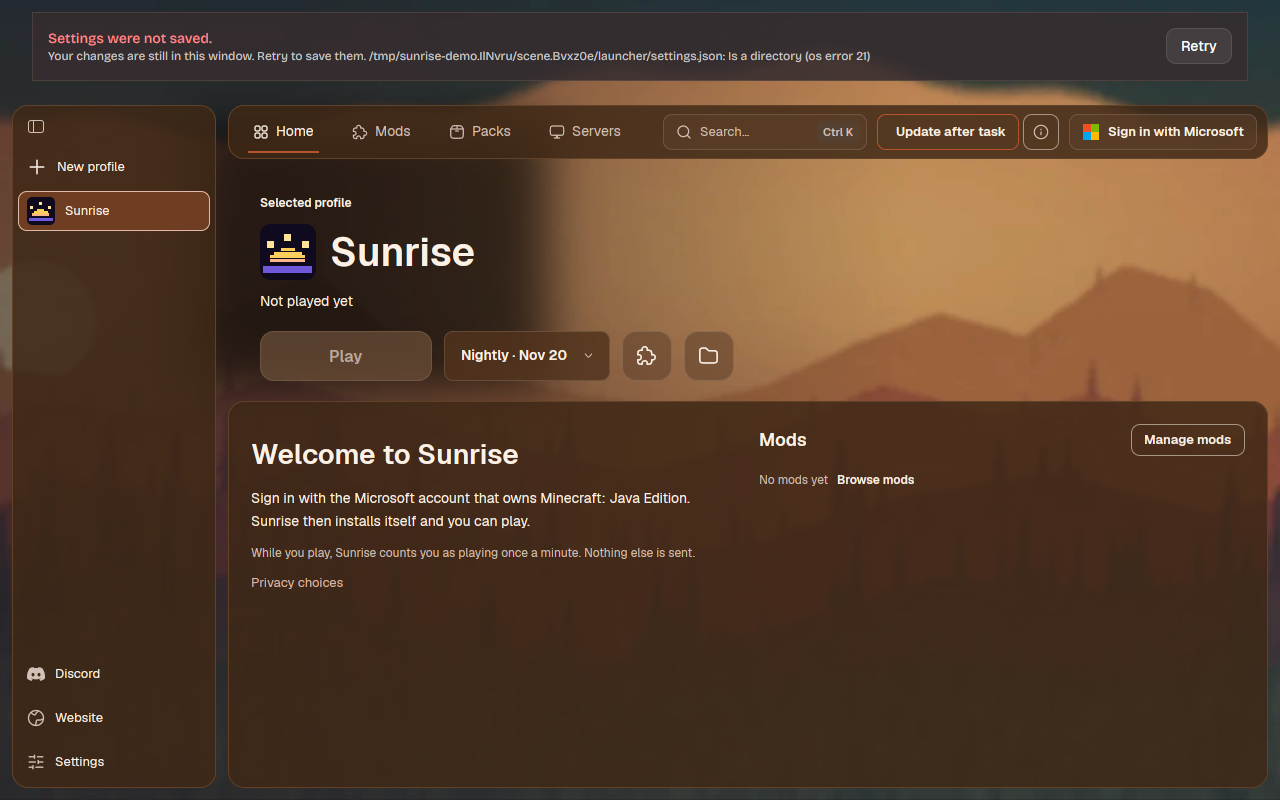 Settings were not saved.
Your changes are still in this window. Retry to save them. /tmp/sunrise-demo.IlNvru/scene.Bvxz0e/launcher/settings.json: Is a directory (os error 21)
Retry
New profile
Sunrise
Discord
Website
Settings
Home
Mods
Packs
Servers
Search...
Ctrl K
Update after task
Sign in with Microsoft
Selected profile
Sunrise
Not played yet
Play
Nightly · Nov 20
Welcome to Sunrise
Sign in with the Microsoft account that owns Minecraft: Java Edition.
Sunrise then installs itself and you can play.
While you play, Sunrise counts you as playing once a minute. Nothing else is sent.
Privacy choices
Mods
Manage mods
No mods yet Browse mods